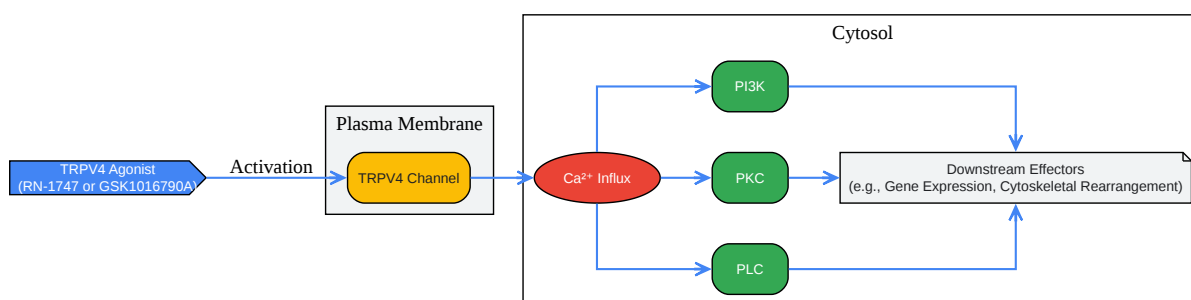 Cytosol
PI3K
Plasma Membrane
TRPV4 Agonist
(RN-1747 or GSK1016790A)
Activation
TRPV4 Channel
Ca²⁺ Influx
PKC
Downstream Effectors
(e.g., Gene Expression, Cytoskeletal Rearrangement)
PLC